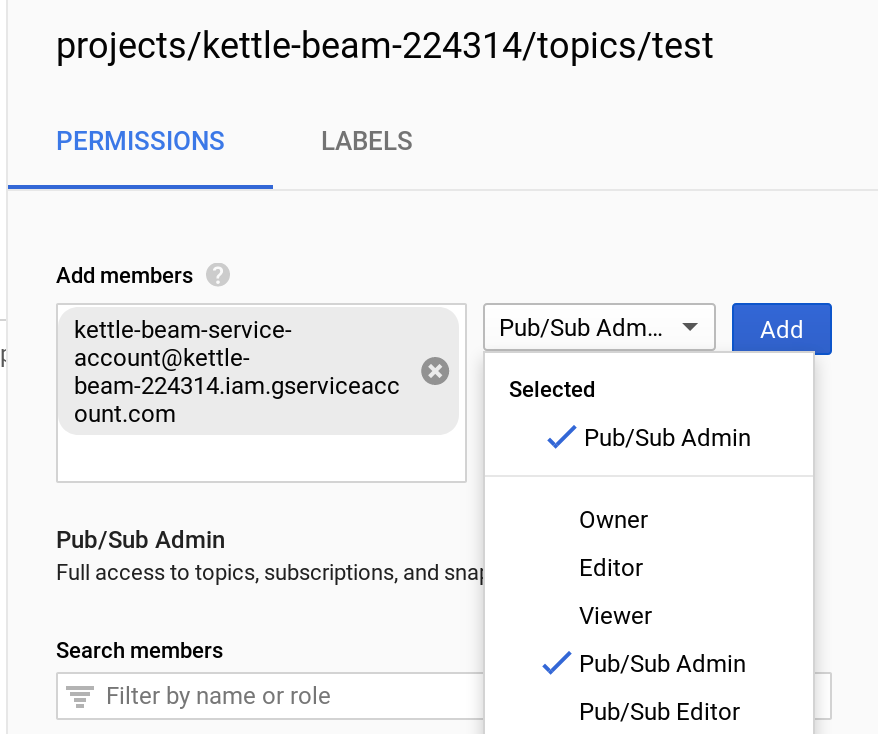 projects/kettle-beam-224314/topics/test
PERMISSIONS LABELS
Add members
kettle-beam-service-
account@kettle-
beam-224314.iam.gserviceacc
ount.com
Pub/Sub Adm...
Add
Selected
Pub/Sub Admin
Owner
Editor
Viewer
Pub/Sub Admin
Pub/Sub Editor
Pub/Sub Admin
Full access to topics, subscriptions, and
Search members
Filter by name or role